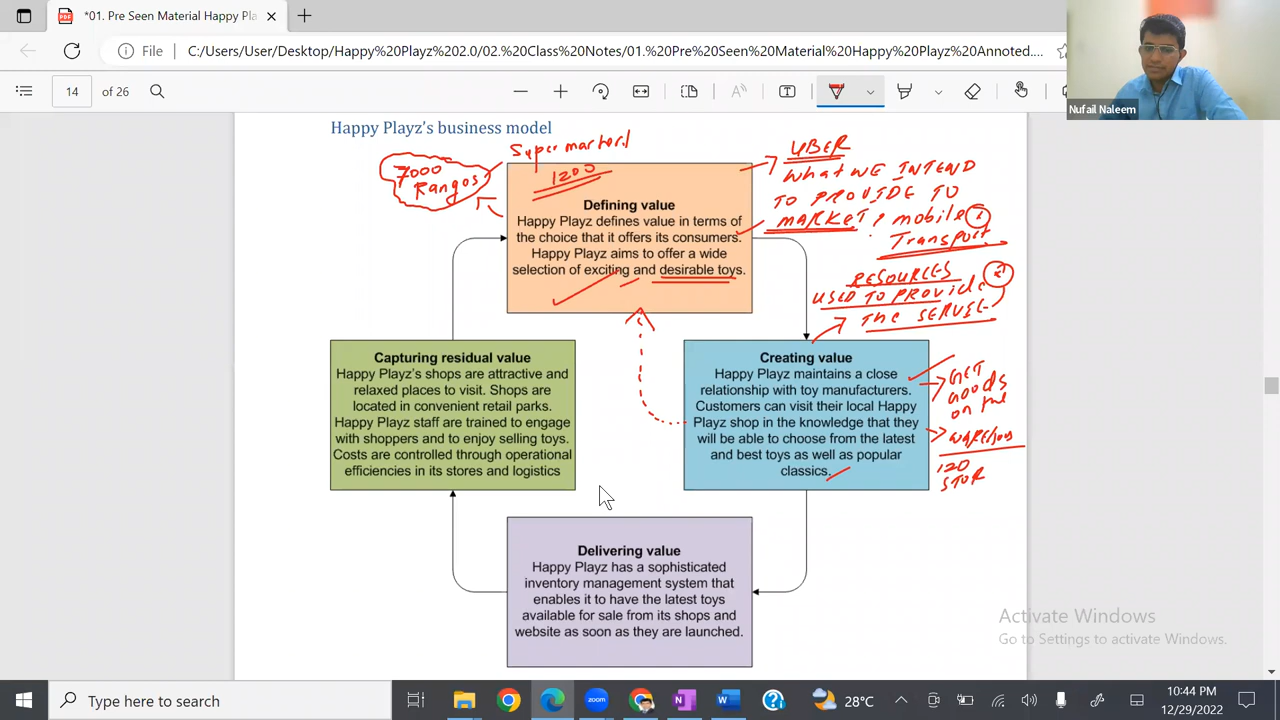 *01. Pre Seen Material Happy Pla
File
C:/Users/User/Desktop/Happy%20Playz%202.0/02.%20Class%20Notes/01.%20Pre%20Seen%20Material%20Happy%20Playz%20Annoted....
14 of 26
Nufail Naleem
Happy Playz's business model
Super market
1200
7000
Ranges
Defining value
Happy Playz defines value in terms of
the choice that it offers its consumers.
Happy Playz aims to offer a wide
selection of exciting and desirable toys.
UBER
What WE INTEND
TO PROVIDE TO
MARKET, mobile 1
Transport
RESOURCES 2
USED TO PROVIDE
THE SERVICE
Capturing residual value
Happy Playz's shops are attractive and
relaxed places to visit. Shops are
located in convenient retail parks.
Happy Playz staff are trained to engage
with shoppers and to enjoy selling toys.
Costs are controlled through operational
efficiencies in its stores and logistics
Creating value
Happy Playz maintains a close
relationship with toy manufacturers.
Customers can visit their local Happy
Playz shop in the knowledge that they
will be able to choose from the latest
and best toys as well as popular
classics.
GET
GOODS
on the
120
STOR
Delivering value
Happy Playz has a sophisticated
inventory management system that
enables it to have the latest toys
available for sale from its shops and
website as soon as they are launched.
Activate Windows
Go to Settings to activate Windows.
Type here to search
zoom
28°C
10:44 PM
12/29/2022